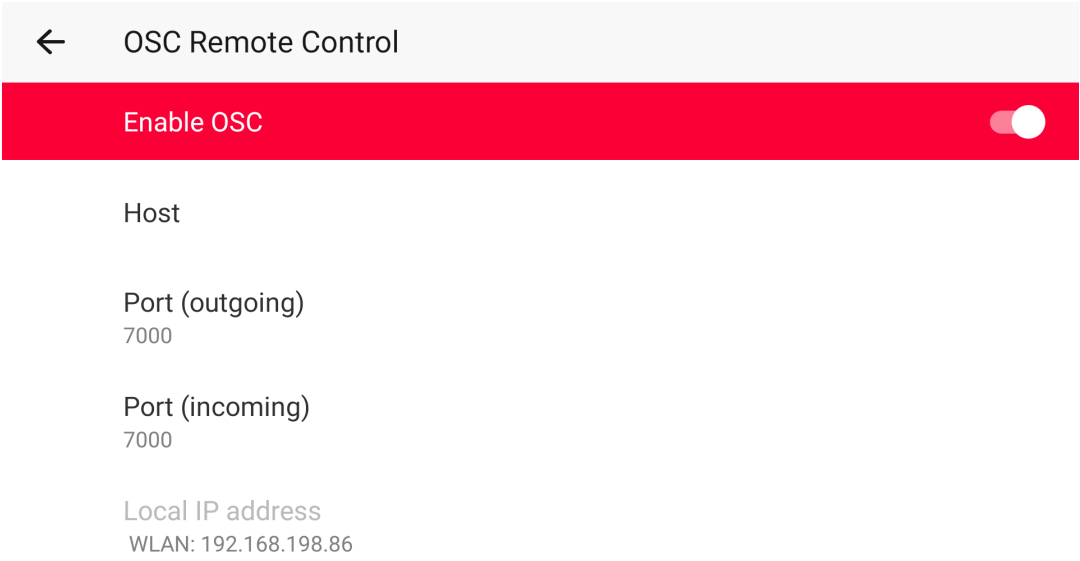 OSC Remote Control
Enable OSC
Host
Port (outgoing)
7000
Port (incoming)
7000
Local IP address
WLAN: 192.168.198.86